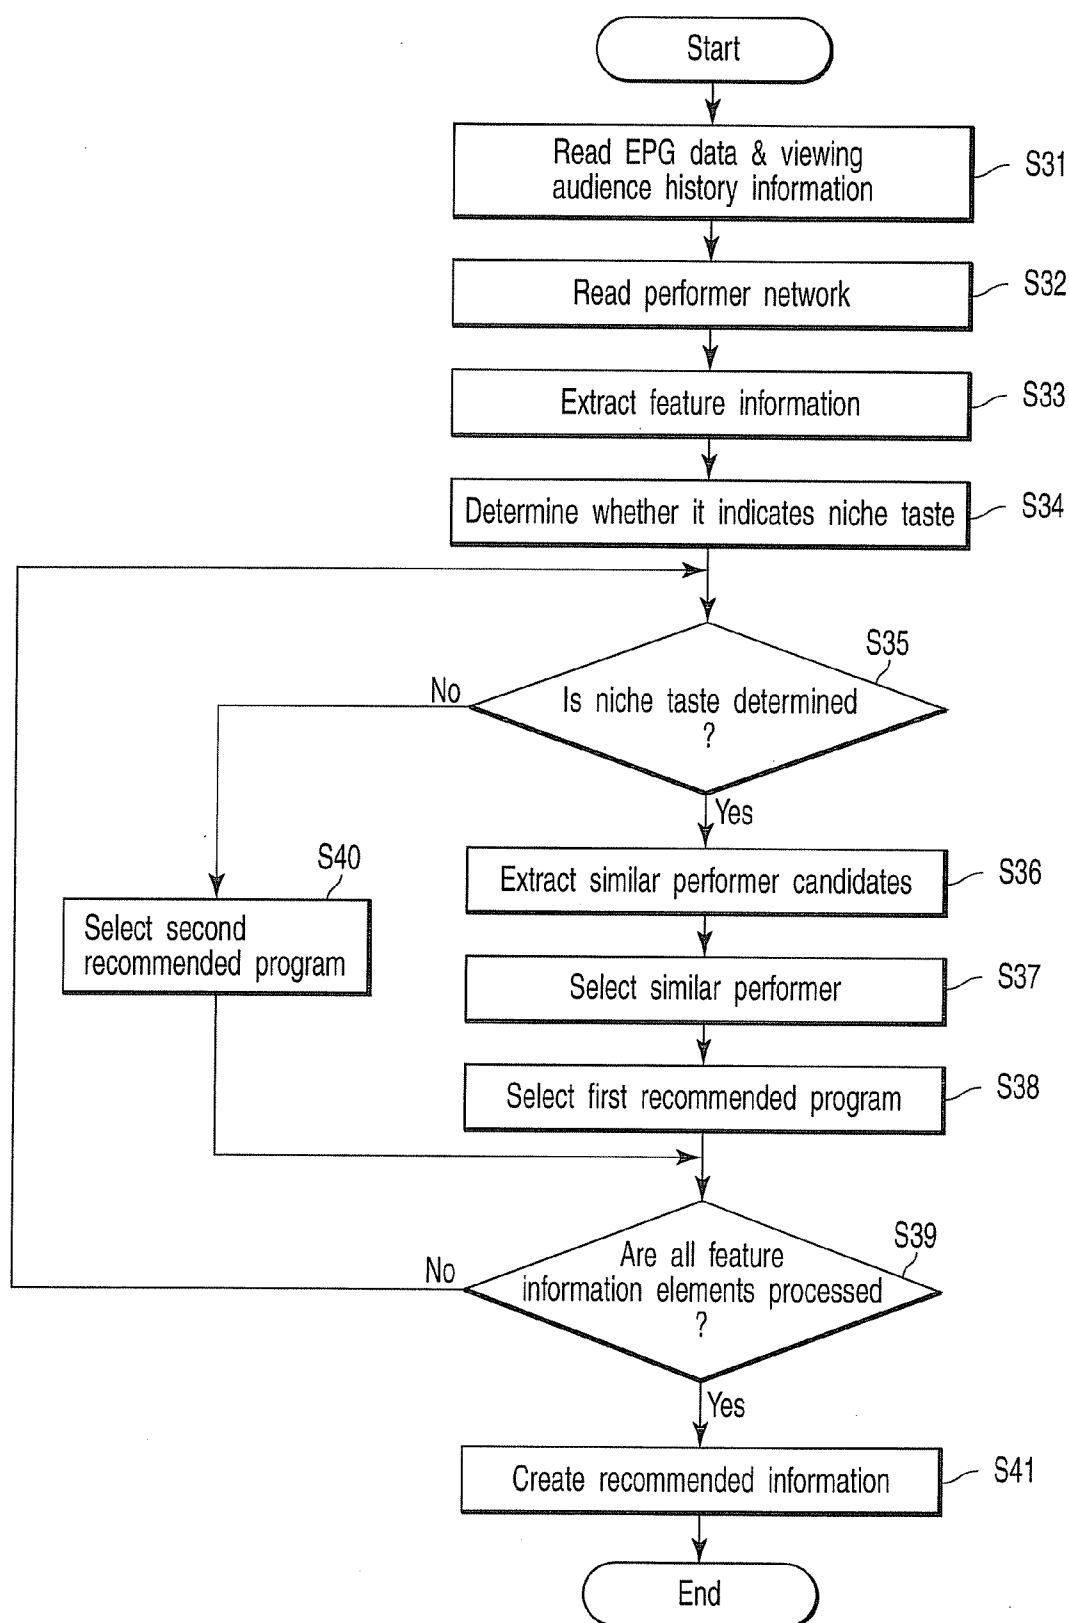 Start
Read EPG data & viewing
audience history information
S31
Read performer network
S32
Extract feature information
S33
Determine whether it indicates niche taste
S34
S35
No
Is niche taste determined
?
Yes
S40
Select second
recommended program
Extract similar performer candidates
S36
Select similar performer
S37
Select first recommended program
S38
S39
No
Are all feature
information elements processed
?
Yes
Create recommended information
S41
End